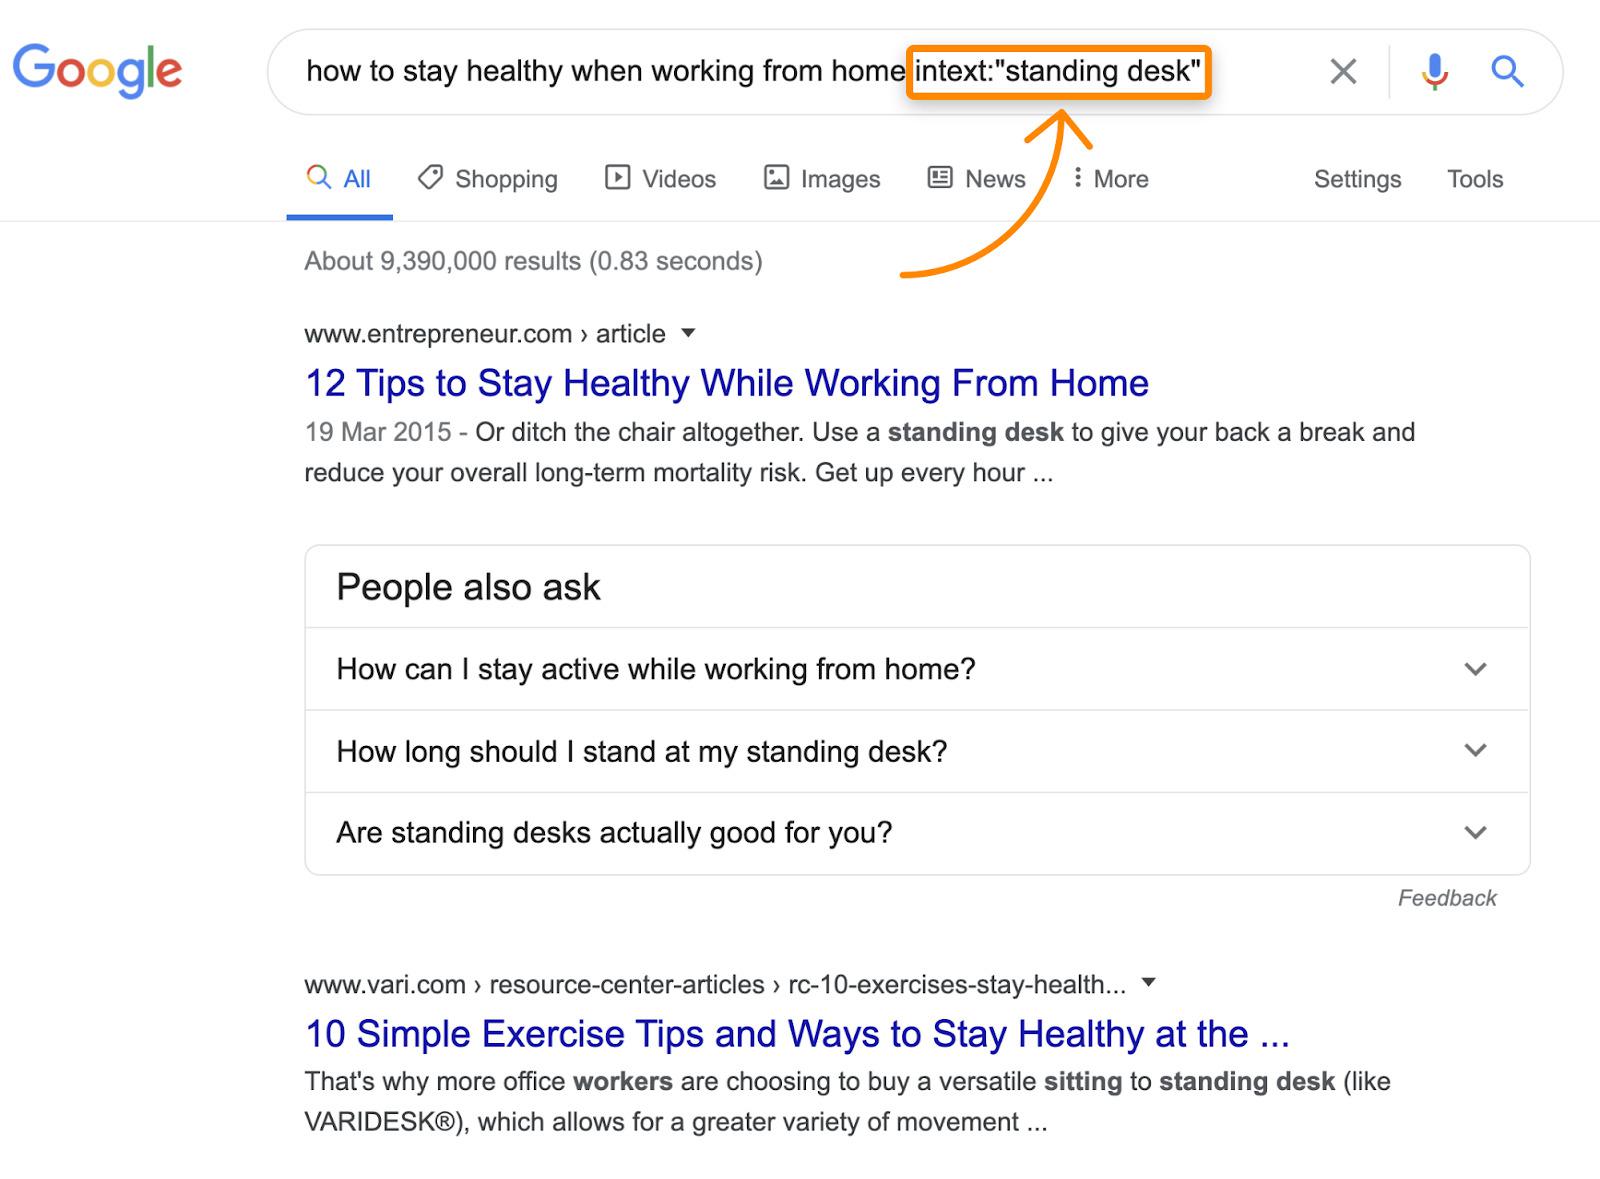 Google
how to stay healthy when working from home intext:"standing desk"
All Shopping Videos Images News More Settings Tools
About 9,390,000 results (0.83 seconds)
www.entrepreneur.com › article
12 Tips to Stay Healthy While Working From Home
19 Mar 2015 - Or ditch the chair altogether. Use a standing desk to give your back a break and
reduce your overall long-term mortality risk. Get up every hour ...
People also ask
How can I stay active while working from home?
How long should I stand at my standing desk?
Are standing desks actually good for you?
Feedback
www.vari.com › resource-center-articles › rc-10-exercises-stay-health...
10 Simple Exercise Tips and Ways to Stay Healthy at the ...
That's why more office workers are choosing to buy a versatile sitting to standing desk (like
VARIDESK®), which allows for a greater variety of movement ...